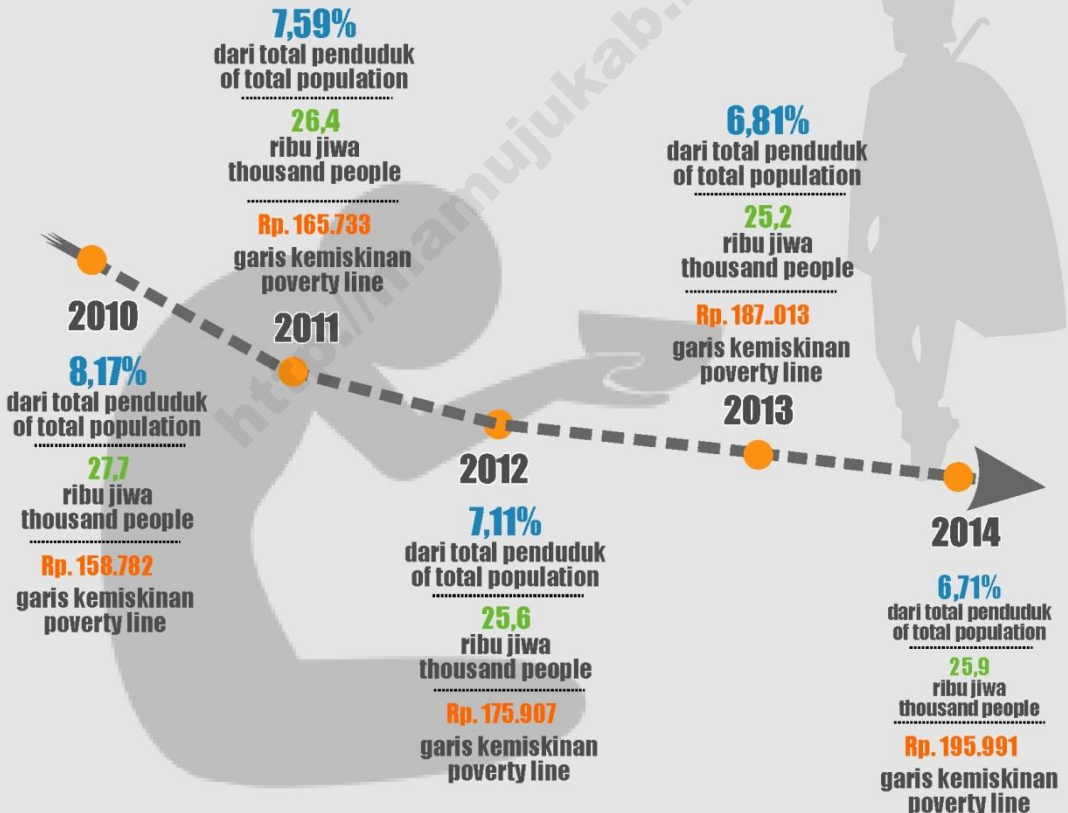 7,59%
dari total penduduk
of total population
26,4
ribu jiwa
thousand people
Rp. 165.733
garis kemiskinan
poverty line
2011
2010
8,17%
dari total penduduk
of total population
27,7
ribu jiwa
thousand people
Rp. 158.782
garis kemiskinan
poverty line
2012
7,11%
dari total penduduk
of total population
25,6
ribu jiwa
thousand people
Rp. 175.907
garis kemiskinan
poverty line
6,81%
dari total penduduk
of total population
25,2
ribu jiwa
thousand people
Rp. 187..013
garis kemiskinan
poverty line
2013
2014
6,71%
dari total penduduk
of total population
25,9
ribu jiwa
thousand people
Rp. 195.991
garis kemiskinan
poverty line